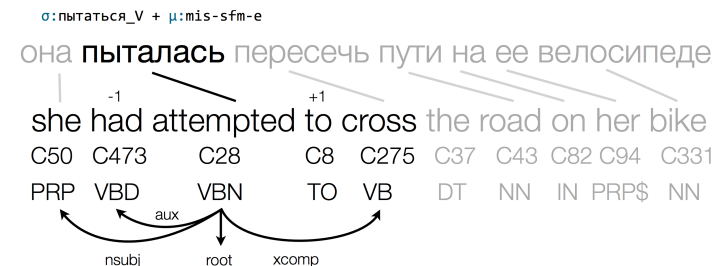 σ:пытаться_V + μ:mis-sfm-e
она пыталась пересечь пути на ее велосипеде
-1 +1
she had attempted to cross the road on her bike
C50 C473 C28 C8 C275 C37 C43 C82 C94 C331
PRP VBD VBN TO VB DT NN IN PRP$ NN
aux
nsubj root xcomp